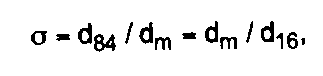 σ = d84 / dm = dm / d16,